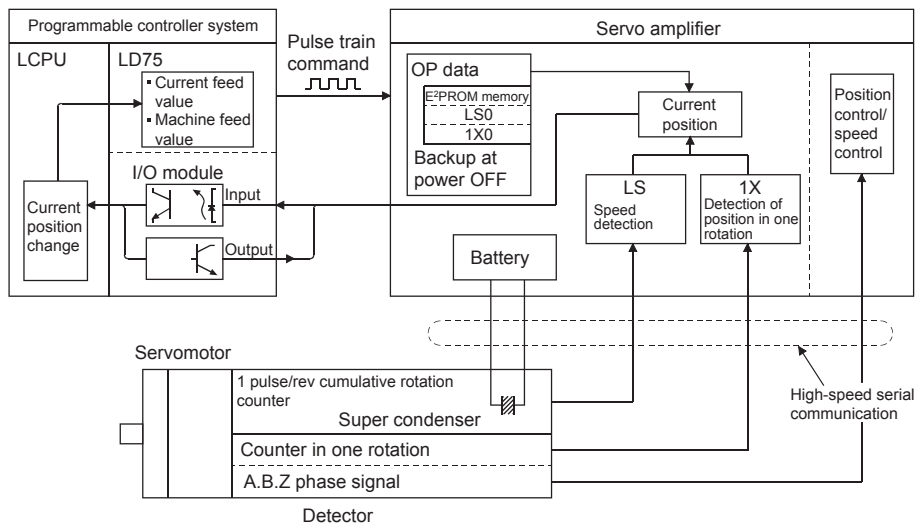 Programmable controller system
LCPU
LD75
▪ Current feed
value
▪ Machine feed
value
I/O module
Input
Output
Current
position
change
Pulse train
command
Servo amplifier
OP data
E²PROM memory
LS0
1X0
Backup at
power OFF
Current
position
LS
Speed
detection
1X
Detection of
position in one
rotation
Position
control/
speed
control
Battery
Servomotor
1 pulse/rev cumulative rotation
counter
Super condenser
Counter in one rotation
A.B.Z phase signal
Detector
High-speed serial
communication